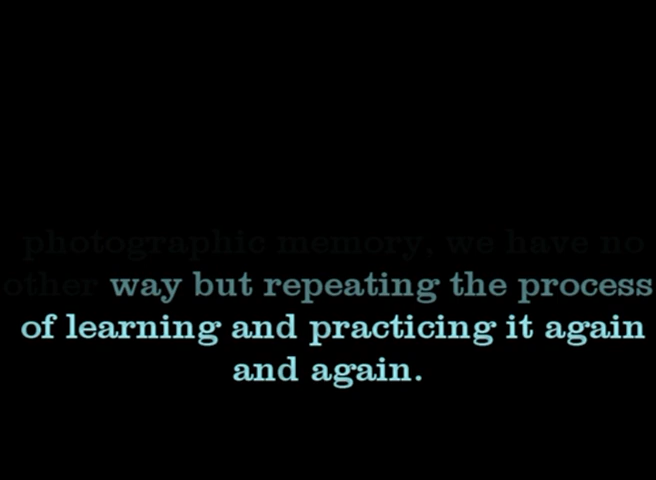 photographic memory, we have no
other way but repeating the process
of learning and practicing it again
and again.